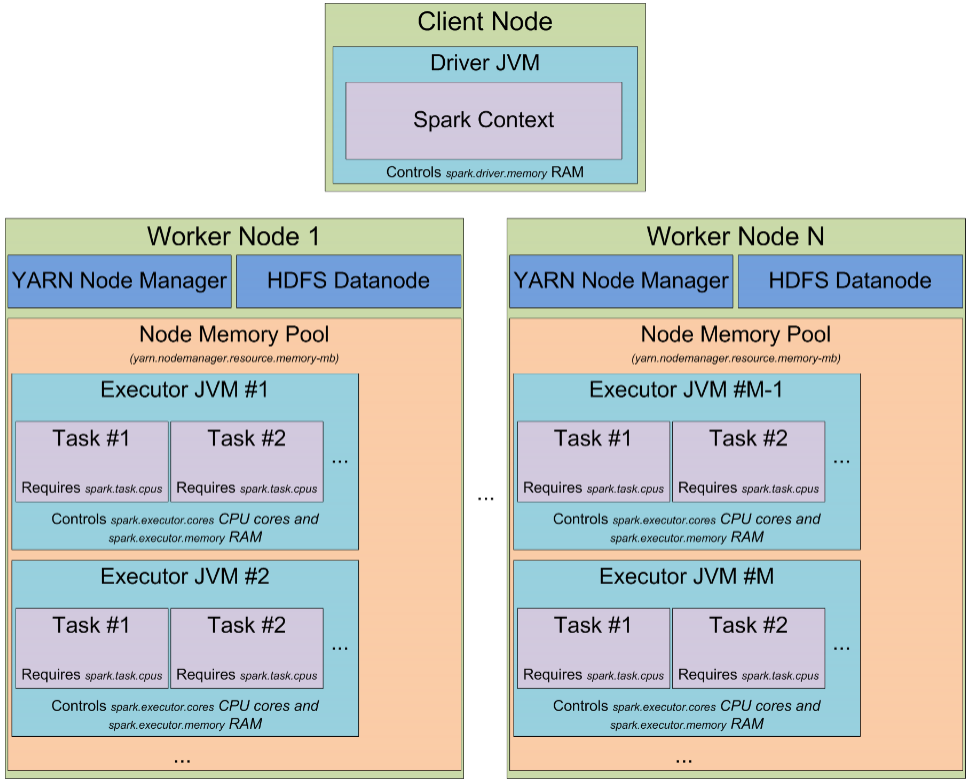 Client Node
Driver JVM
Spark Context
Controls spark.driver.memory RAM
Worker Node 1
YARN Node Manager
HDFS Datanode
Node Memory Pool
(yarn.nodemanager.resource.memory-mb)
Executor JVM #1
Task #1
Requires spark.task.cpus
Task #2
Requires spark.task.cpus
...
Controls spark.executor.cores CPU cores and
spark.executor.memory RAM
Executor JVM #2
Task #1
Requires spark.task.cpus
Task #2
Requires spark.task.cpus
...
Controls spark.executor.cores CPU cores and
spark.executor.memory RAM
...
...
Worker Node N
YARN Node Manager
HDFS Datanode
Node Memory Pool
(yarn.nodemanager.resource.memory-mb)
Executor JVM #M-1
Task #1
Requires spark.task.cpus
Task #2
Requires spark.task.cpus
...
Controls spark.executor.cores CPU cores and
spark.executor.memory RAM
Executor JVM #M
Task #1
Requires spark.task.cpus
Task #2
Requires spark.task.cpus
...
Controls spark.executor.cores CPU cores and
spark.executor.memory RAM
...